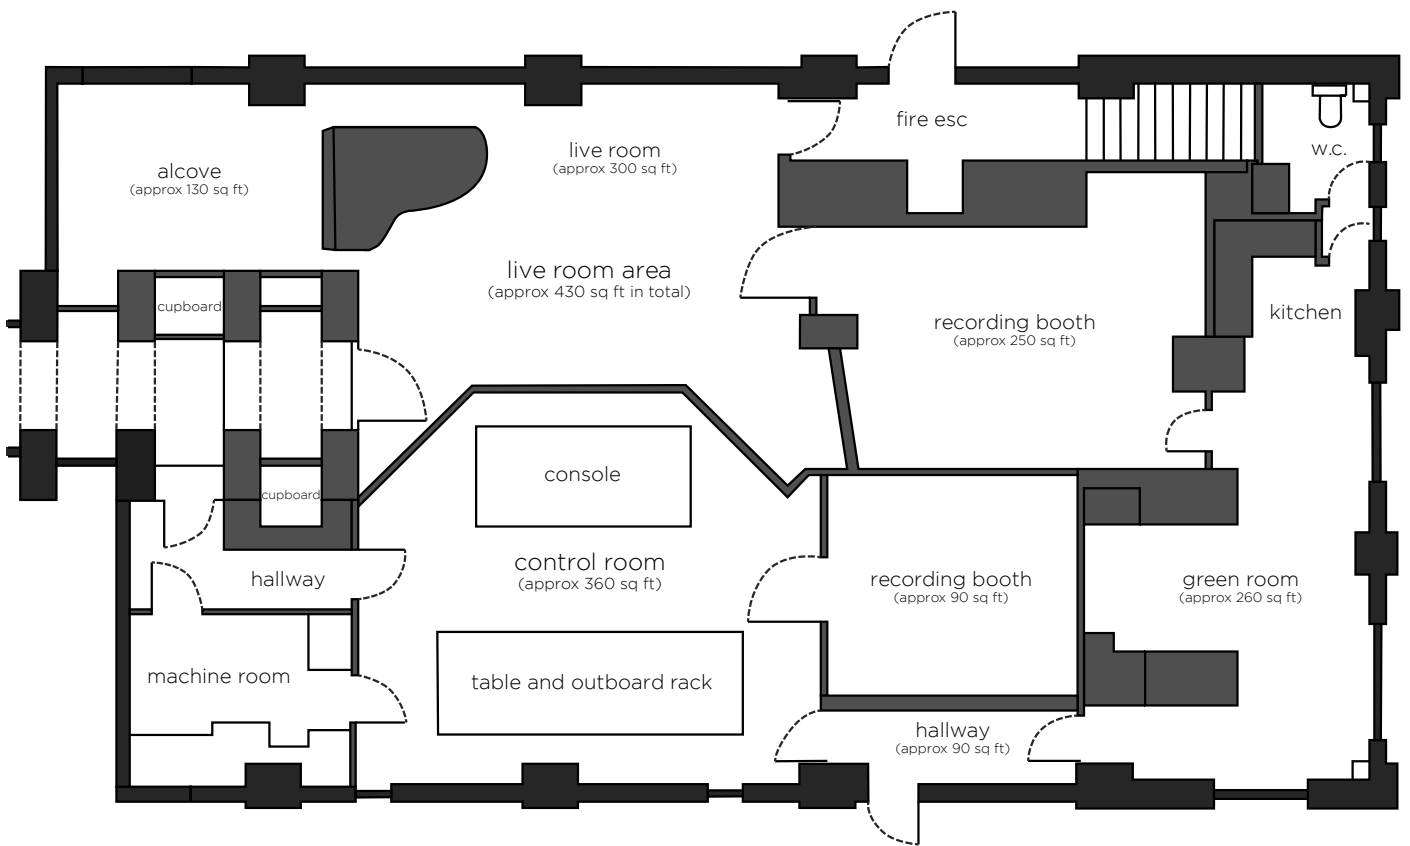 fire esc
w.c.
live room
(approx 300 sq ft)
alcove
(approx 130 sq ft)
live room area
(approx 430 sq ft in total)
cupboard
kitchen
recording booth
(approx 250 sq ft)
console
cupboard
control room
(approx 360 sq ft)
hallway
recording booth
(approx 90 sq ft)
green room
(approx 260 sq ft)
machine room
table and outboard rack
hallway
(approx 90 sq ft)